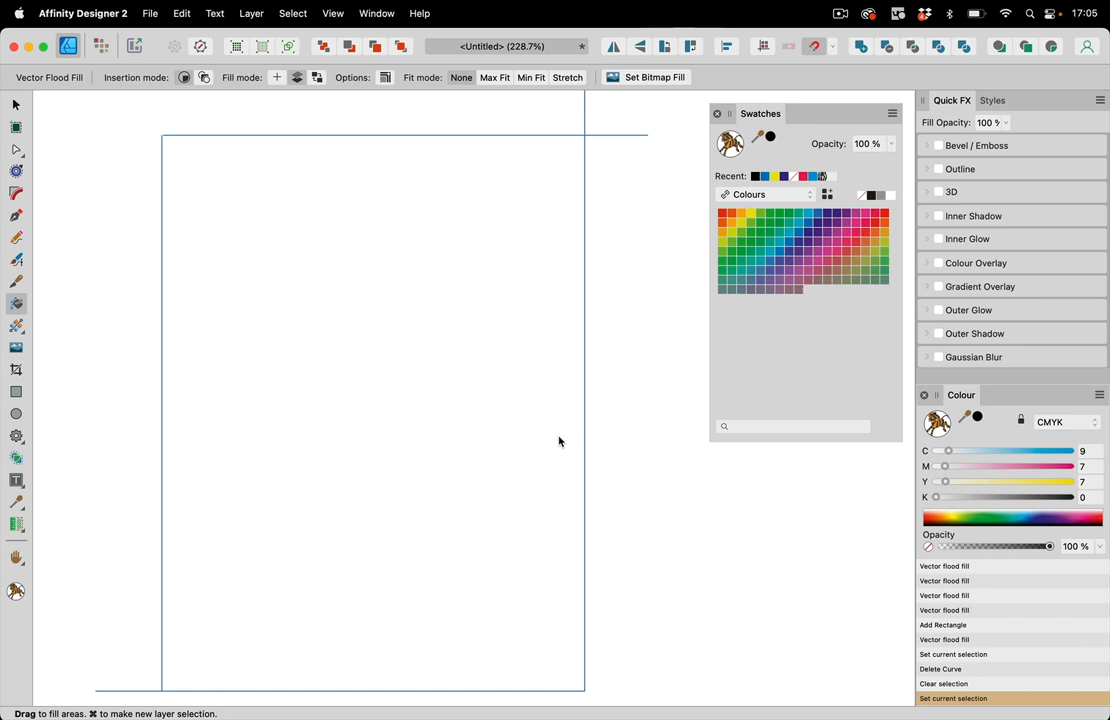 Affinity Designer 2 File Edit Text Layer Select View Window Help 17:05
<Untitled> (228.7%) *
Vector Flood Fill Insertion mode: Fill mode: Options: Fit mode: None Max Fit Min Fit Stretch Set Bitmap Fill
Swatches
Opacity: 100 %
Recent:
Colours
Quick FX Styles
Fill Opacity: 100 %
Bevel / Emboss
Outline
3D
Inner Shadow
Inner Glow
Colour Overlay
Gradient Overlay
Outer Glow
Outer Shadow
Gaussian Blur
Colour
CMYK
C 9
M 7
Y 7
K 0
Opacity
100 %
Vector flood fill
Vector flood fill
Vector flood fill
Vector flood fill
Add Rectangle
Vector flood fill
Set current selection
Delete Curve
Clear selection
Set current selection
Drag to fill areas. ⌘ to make new layer selection.